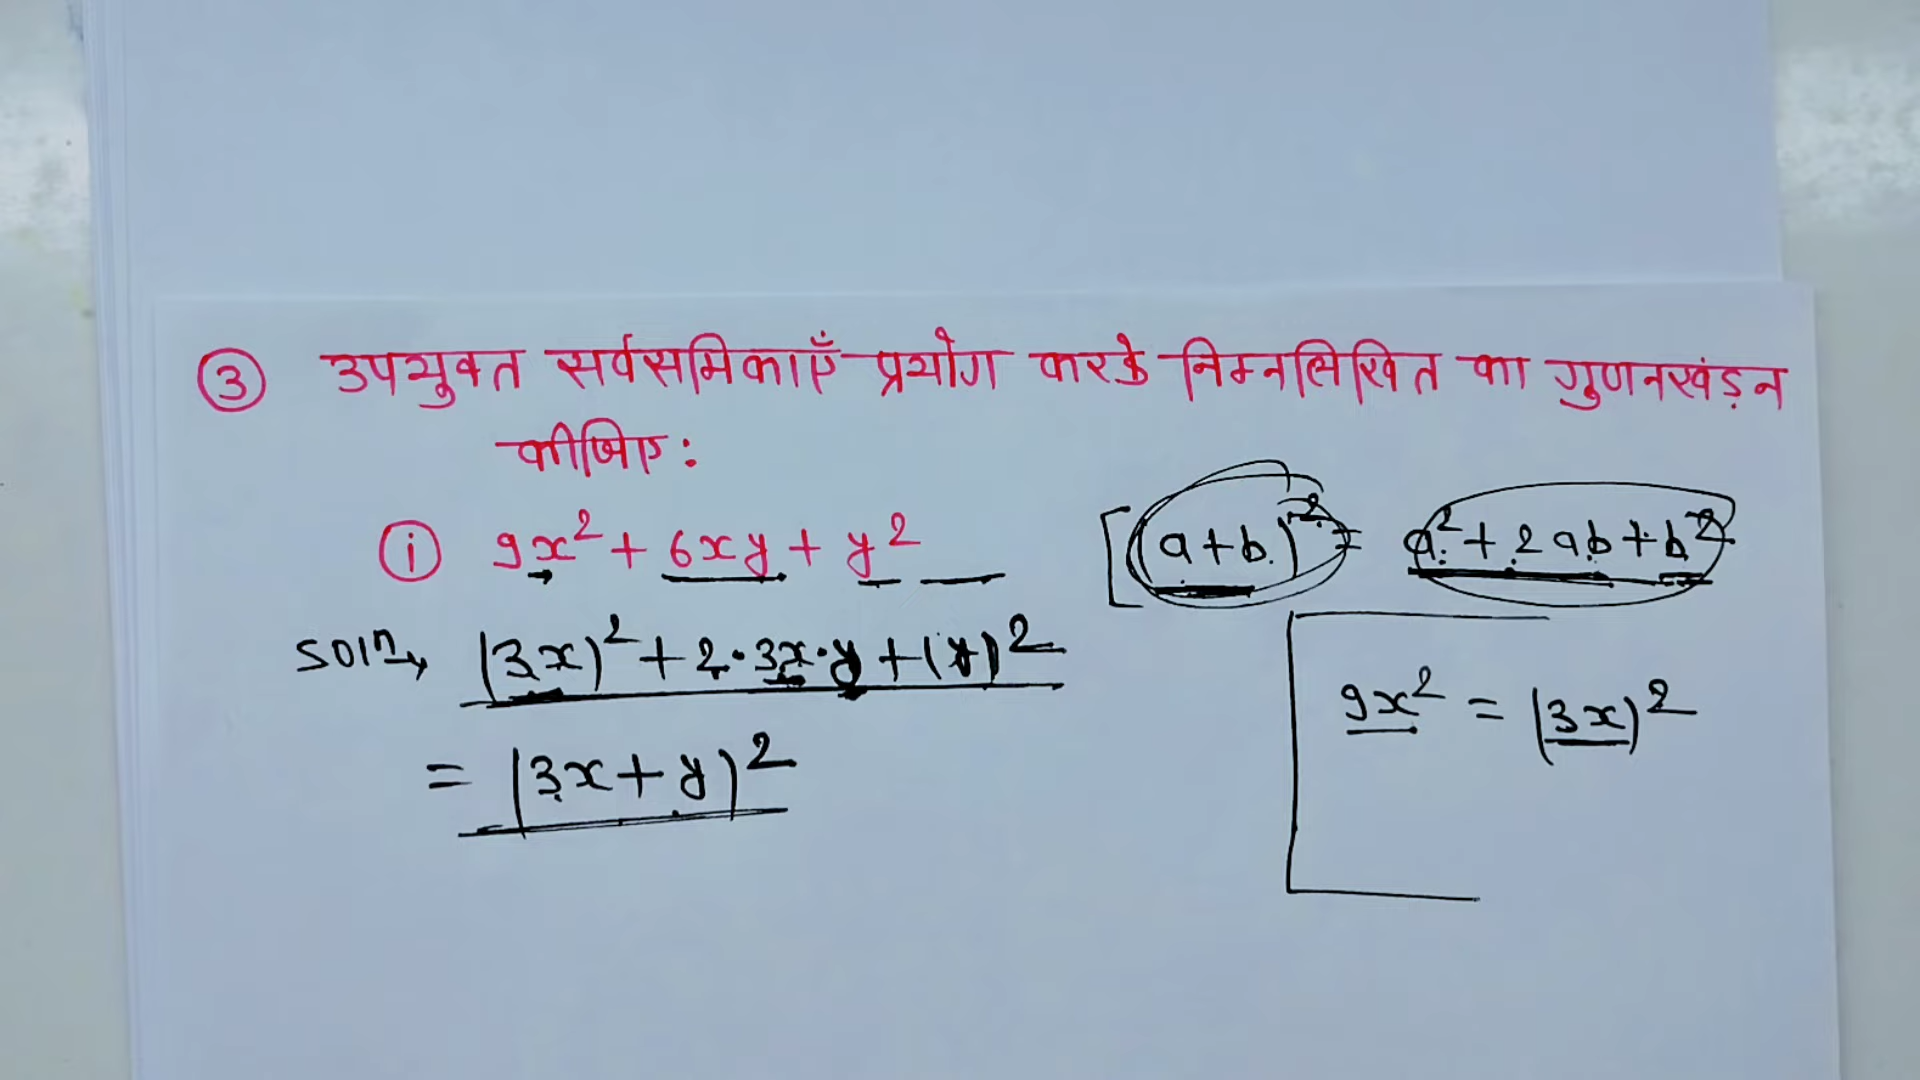 ③ उपयुक्त सर्वसमिकाएँ प्रयोग करके निम्नलिखित का गुणनखंड़न
कीजिए:
ⓘ 9x² + 6xy + y²
[(a+b)² = a² + 2ab + b²
Soln→ (3x)² + 2·3x·y + (y)²
9x² = (3x)²
= (3x + y)²